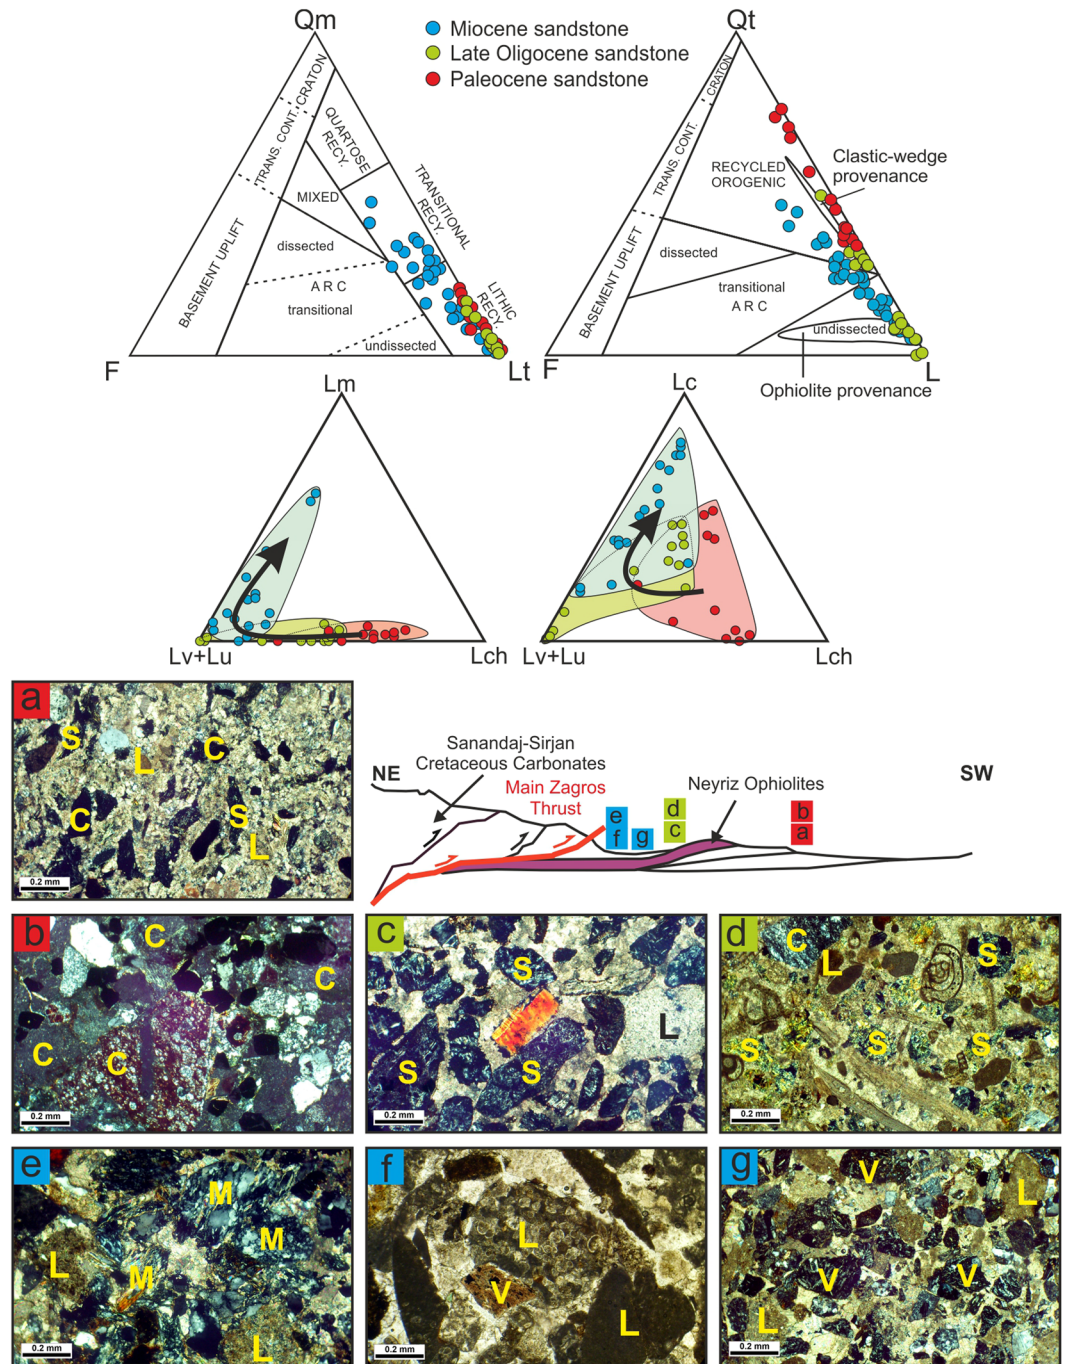 Qm
Miocene sandstone
Late Oligocene sandstone
Paleocene sandstone
Qt
CRATON
TRANS. CONT.
QUARTOSE
RECY.
MIXED
TRANSITIONAL
RECY.
BASEMENT UPLIFT
dissected
A R C
transitional
LITHIC
RECY.
undissected
F
Lt
CRATON
TRANS. CONT.
RECYCLED
OROGENIC
Clastic-wedge
provenance
BASEMENT UPLIFT
dissected
transitional
A R C
undissected
F
L
Ophiolite provenance
Lm
Lv+Lu
Lch
Lc
Lv+Lu
Lch
a
S
L
C
C
S
L
0.2 mm
Sanandaj-Sirjan
Cretaceous Carbonates
NE
Main Zagros
Thrust
Neyriz Ophiolites
SW
e
f
g
d
c
b
a
b
C
C
C
C
0.2 mm
c
S
L
S
S
0.2 mm
d
C
L
S
S
S
S
0.2 mm
e
M
M
L
M
L
0.2 mm
f
L
V
L
0.2 mm
g
V
L
V
V
L
0.2 mm